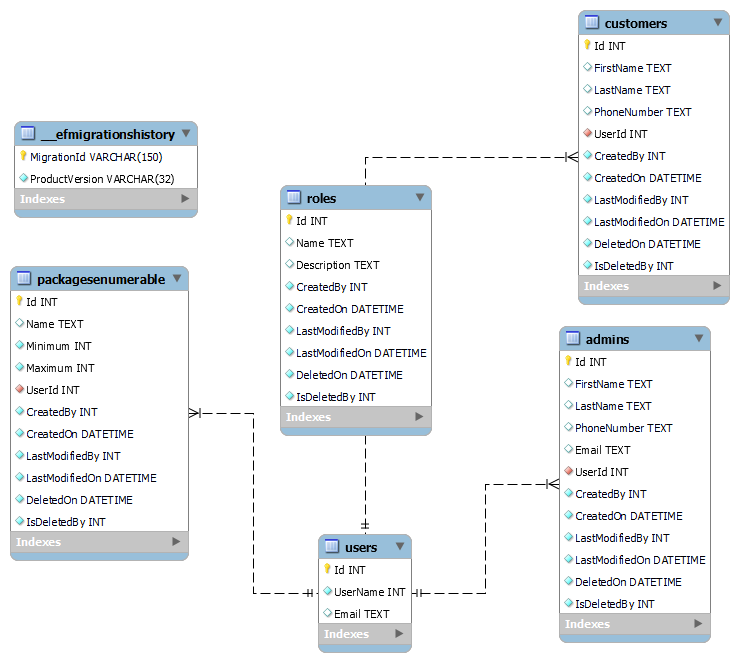 customers
Id INT
FirstName TEXT
LastName TEXT
PhoneNumber TEXT
UserId INT
CreatedBy INT
CreatedOn DATETIME
LastModifiedBy INT
LastModifiedOn DATETIME
DeletedOn DATETIME
IsDeletedBy INT
Indexes
__efmigrationshistory
MigrationId VARCHAR(150)
ProductVersion VARCHAR(32)
Indexes
roles
Id INT
Name TEXT
Description TEXT
CreatedBy INT
CreatedOn DATETIME
LastModifiedBy INT
LastModifiedOn DATETIME
DeletedOn DATETIME
IsDeletedBy INT
Indexes
packagesenumerable
Id INT
Name TEXT
Minimum INT
Maximum INT
UserId INT
CreatedBy INT
CreatedOn DATETIME
LastModifiedBy INT
LastModifiedOn DATETIME
DeletedOn DATETIME
IsDeletedBy INT
Indexes
admins
Id INT
FirstName TEXT
LastName TEXT
PhoneNumber TEXT
Email TEXT
UserId INT
CreatedBy INT
CreatedOn DATETIME
LastModifiedBy INT
LastModifiedOn DATETIME
DeletedOn DATETIME
IsDeletedBy INT
Indexes
users
Id INT
UserName INT
Email TEXT
Indexes